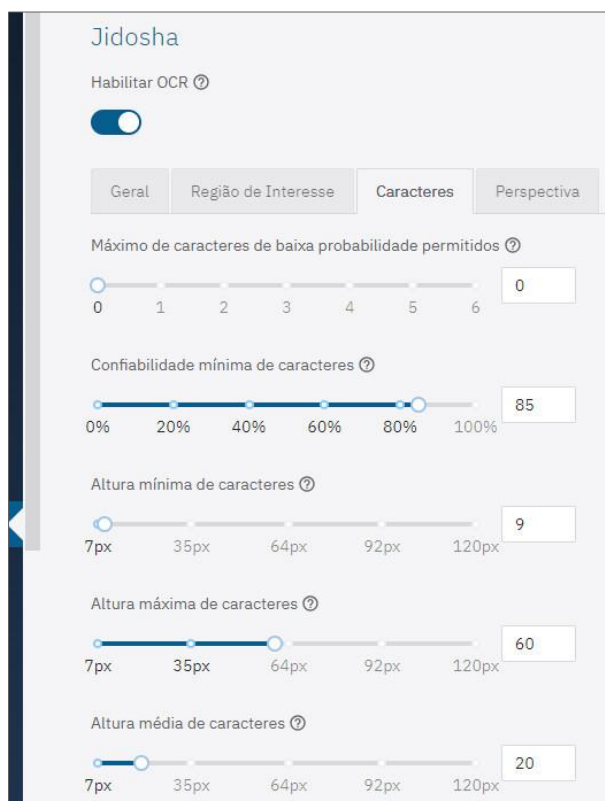 Jidosha
Habilitar OCR ?
Geral Região de Interesse Caracteres Perspectiva
Máximo de caracteres de baixa probabilidade permitidos ?
0
0 1 2 3 4 5 6
Confiabilidade mínima de caracteres ?
85
0% 20% 40% 60% 80% 100%
Altura mínima de caracteres ?
9
7px 35px 64px 92px 120px
Altura máxima de caracteres ?
60
7px 35px 64px 92px 120px
Altura média de caracteres ?
20
7px 35px 64px 92px 120px